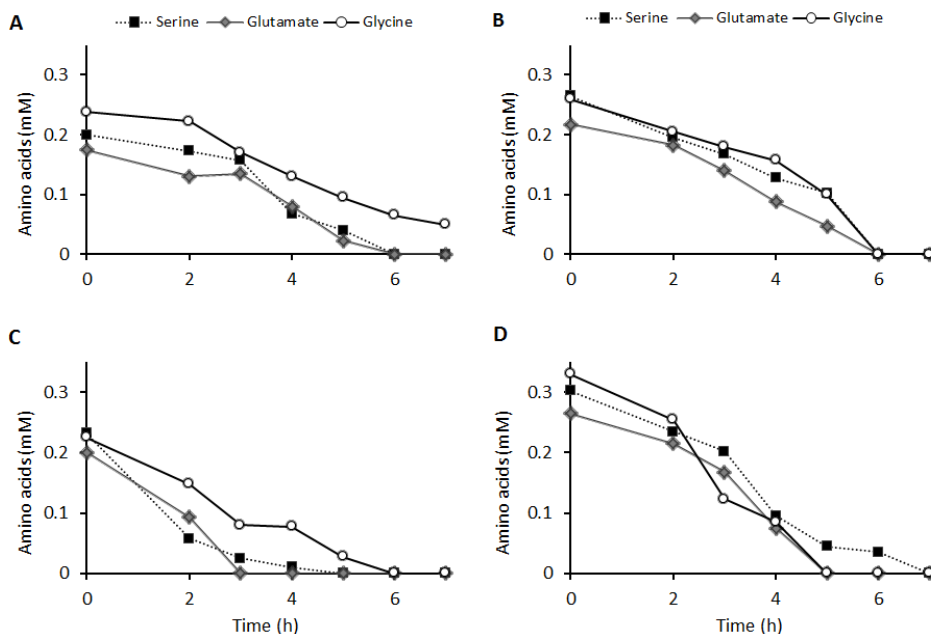 A
Serine Glutamate Glycine
B
Serine Glutamate Glycine
Amino acids (mM)
0.3
0.2
0.1
0
0 2 4 6
Amino acids (mM)
0.3
0.2
0.1
0
0 2 4 6
C
Amino acids (mM)
0.3
0.2
0.1
0
0 2 4 6
Time (h)
D
Amino acids (mM)
0.3
0.2
0.1
0
0 2 4 6
Time (h)